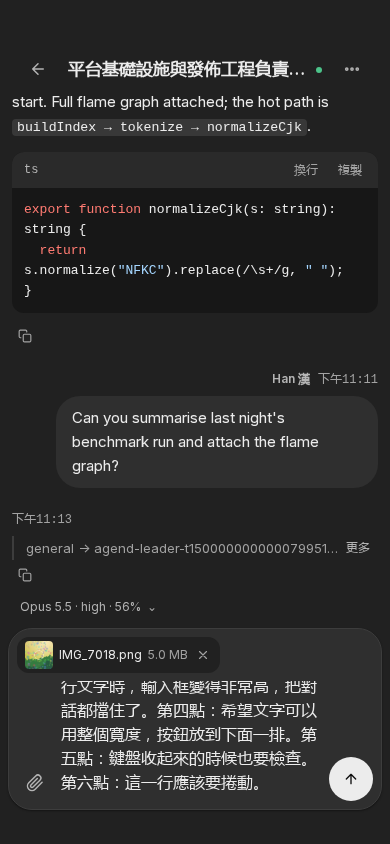 平台基礎設施與發佈工程負責…
start. Full flame graph attached; the hot path is
buildIndex → tokenize → normalizeCjk.
ts 換行 複製
export function normalizeCjk(s: string):
string {
return
s.normalize("NFKC").replace(/\s+/g, " ");
}
Han 漢 下午11:11
Can you summarise last night's
benchmark run and attach the flame
graph?
下午11:13
general → agend-leader-t150000000000079951… 更多
Opus 5.5 · high · 56%
IMG_7018.png 5.0 MB
行文字時，輸入框變得非常高，把對
話都擋住了。第四點：希望文字可以
用整個寬度，按鈕放到下面一排。第
五點：鍵盤收起來的時候也要檢查。
第六點：這一行應該要捲動。